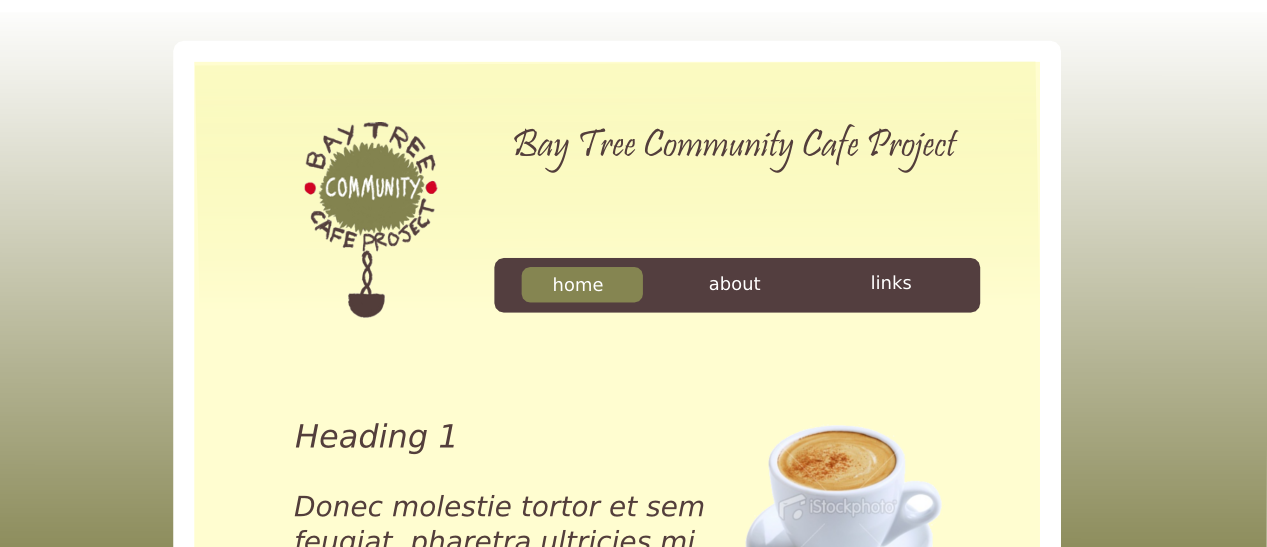 BAY TREE
COMMUNITY
CAFE PROJECT
Bay Tree Community Cafe Project
home about links
Heading 1
Donec molestie tortor et sem
feugiat, pharetra ultricies mi
iStockphoto